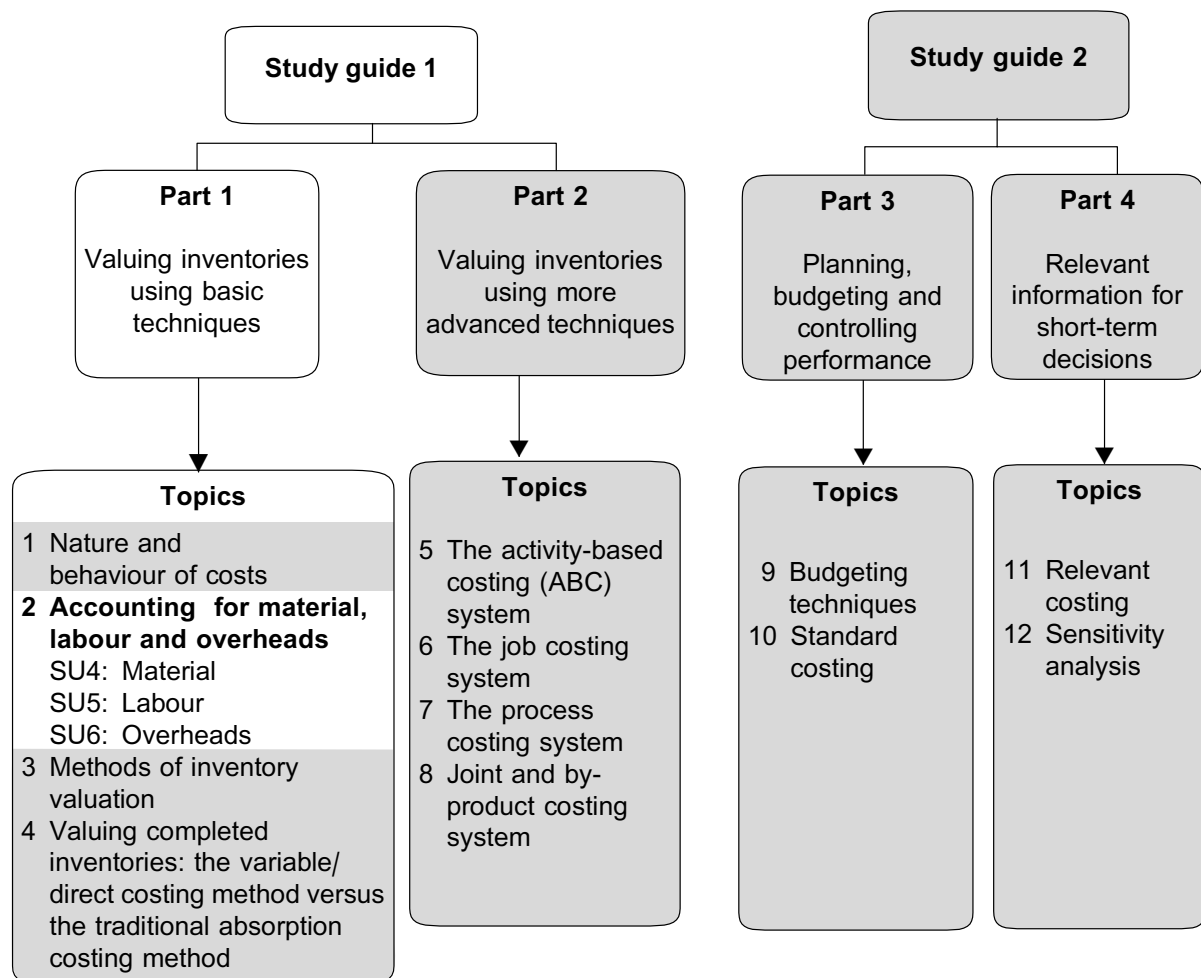 Study guide 1
Part 1
Valuing inventories
using basic
techniques
Part 2
Valuing inventories
using more
advanced techniques
Topics
1 Nature and
behaviour of costs
2 Accounting for material,
labour and overheads
SU4: Material
SU5: Labour
SU6: Overheads
3 Methods of inventory
valuation
4 Valuing completed
inventories: the variable/
direct costing method versus
the traditional absorption
costing method
Topics
5 The activity-based
costing (ABC)
system
6 The job costing
system
7 The process
costing system
8 Joint and by-
product costing
system
Study guide 2
Part 3
Planning,
budgeting and
controlling
performance
Part 4
Relevant
information for
short-term
decisions
Topics
9 Budgeting
techniques
10 Standard
costing
Topics
11 Relevant
costing
12 Sensitivity
analysis